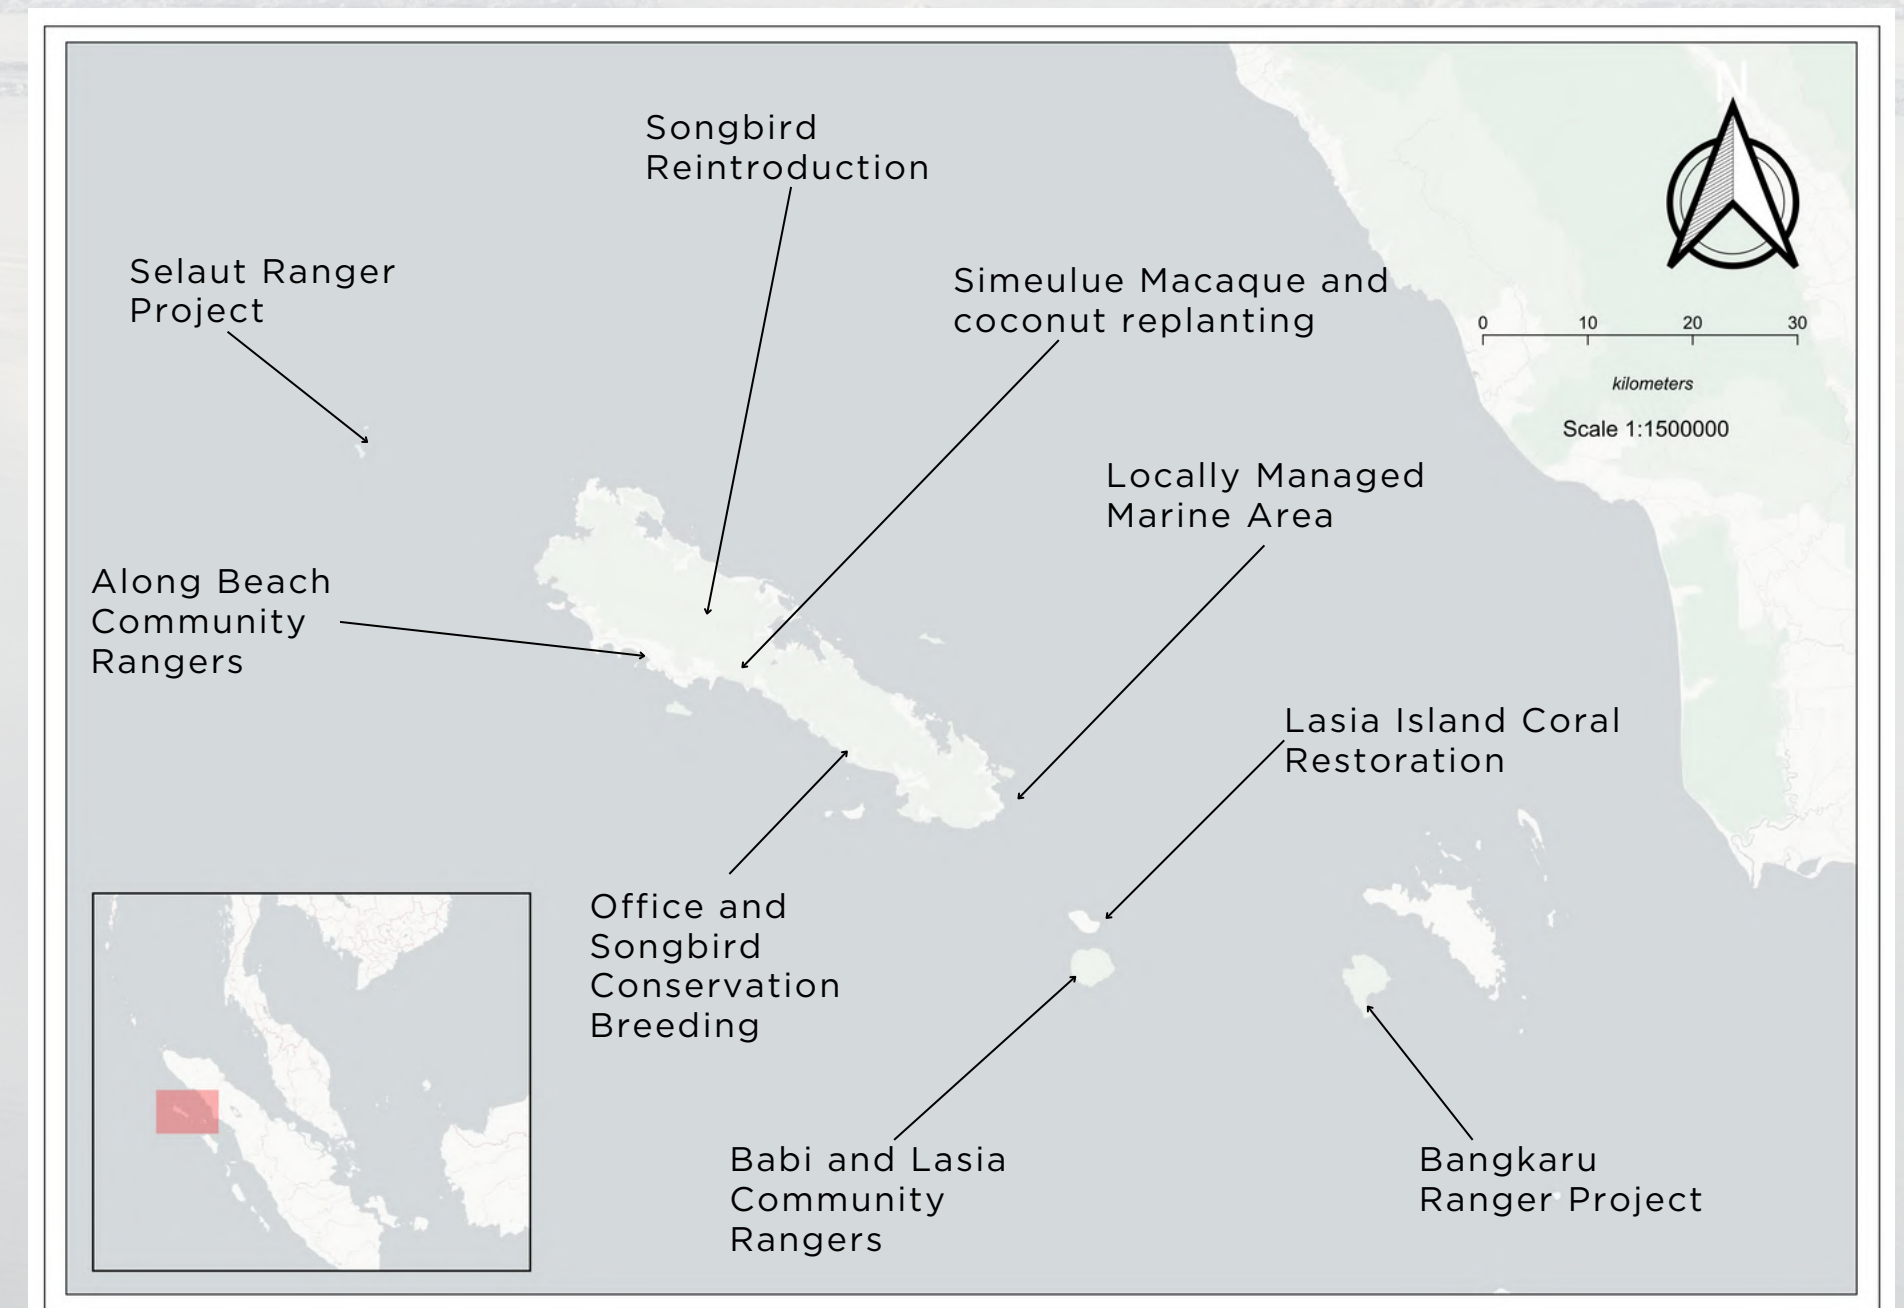 N
Songbird
Reintroduction
Selaut Ranger
Project
Simeulue Macaque and
coconut replanting
0 10 20 30
kilometers
Scale 1:1500000
Locally Managed
Marine Area
Along Beach
Community
Rangers
Lasia Island Coral
Restoration
Office and
Songbird
Conservation
Breeding
Babi and Lasia
Community
Rangers
Bangkaru
Ranger Project